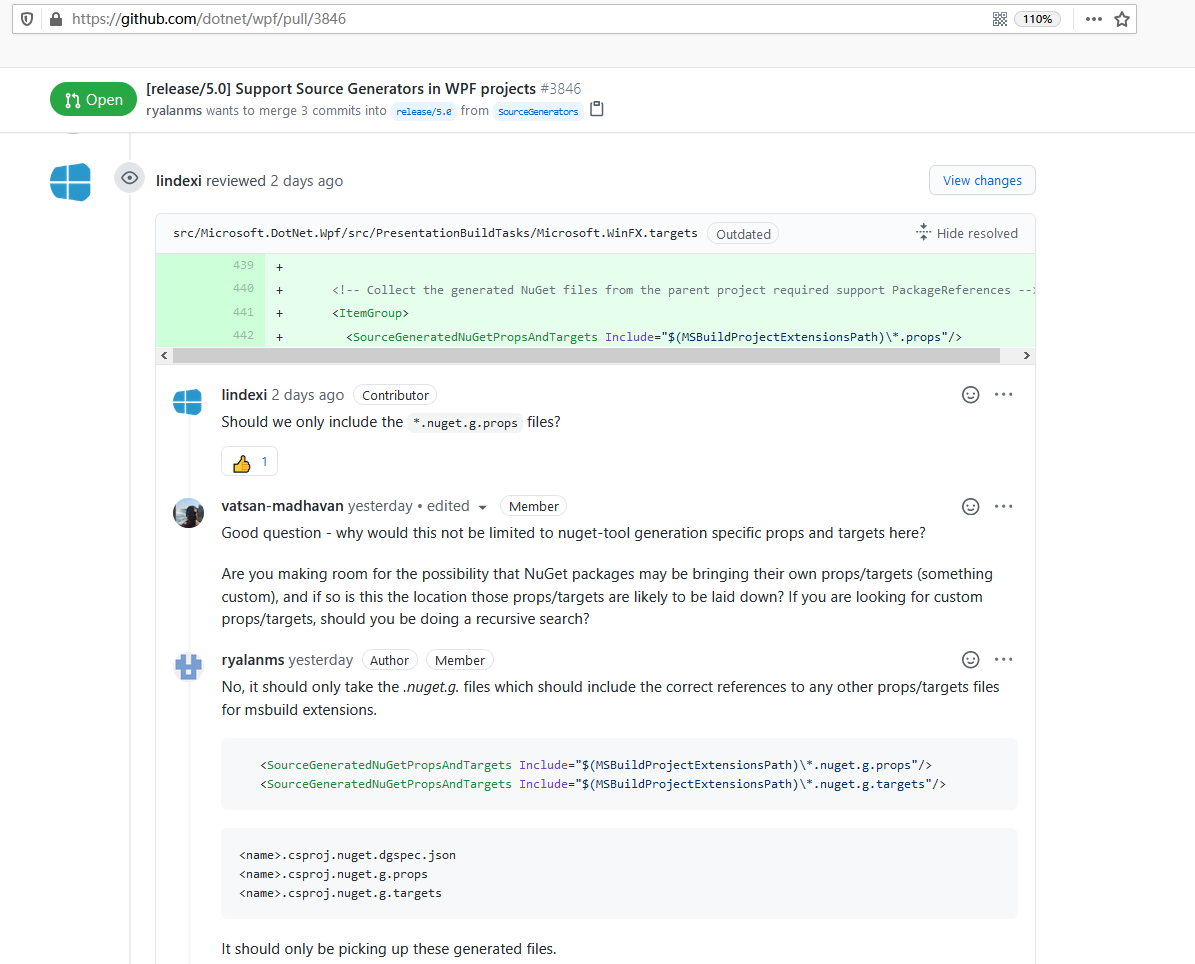 https://github.com/dotnet/wpf/pull/3846
110%
Open
[release/5.0] Support Source Generators in WPF projects #3846
ryalanms wants to merge 3 commits into release/5.0 from SourceGenerators
lindexi reviewed 2 days ago
View changes
src/Microsoft.DotNet.Wpf/src/PresentationBuildTasks/Microsoft.WinFX.targets
Outdated
Hide resolved
439 +
440 + <!-- Collect the generated NuGet files from the parent project required support PackageReferences -->
441 + <ItemGroup>
442 + <SourceGeneratedNuGetPropsAndTargets Include="$(MSBuildProjectExtensionsPath)\*.props"/>
lindexi 2 days ago Contributor
Should we only include the *.nuget.g.props files?
👍 1
vatsan-madhavan yesterday • edited Member
Good question - why would this not be limited to nuget-tool generation specific props and targets here?
Are you making room for the possibility that NuGet packages may be bringing their own props/targets (something
custom), and if so is this the location those props/targets are likely to be laid down? If you are looking for custom
props/targets, should you be doing a recursive search?
ryalanms yesterday Author Member
No, it should only take the .nuget.g. files which should include the correct references to any other props/targets files
for msbuild extensions.
<SourceGeneratedNuGetPropsAndTargets Include="$(MSBuildProjectExtensionsPath)\*.nuget.g.props"/>
<SourceGeneratedNuGetPropsAndTargets Include="$(MSBuildProjectExtensionsPath)\*.nuget.g.targets"/>
<name>.csproj.nuget.dgspec.json
<name>.csproj.nuget.g.props
<name>.csproj.nuget.g.targets
It should only be picking up these generated files.